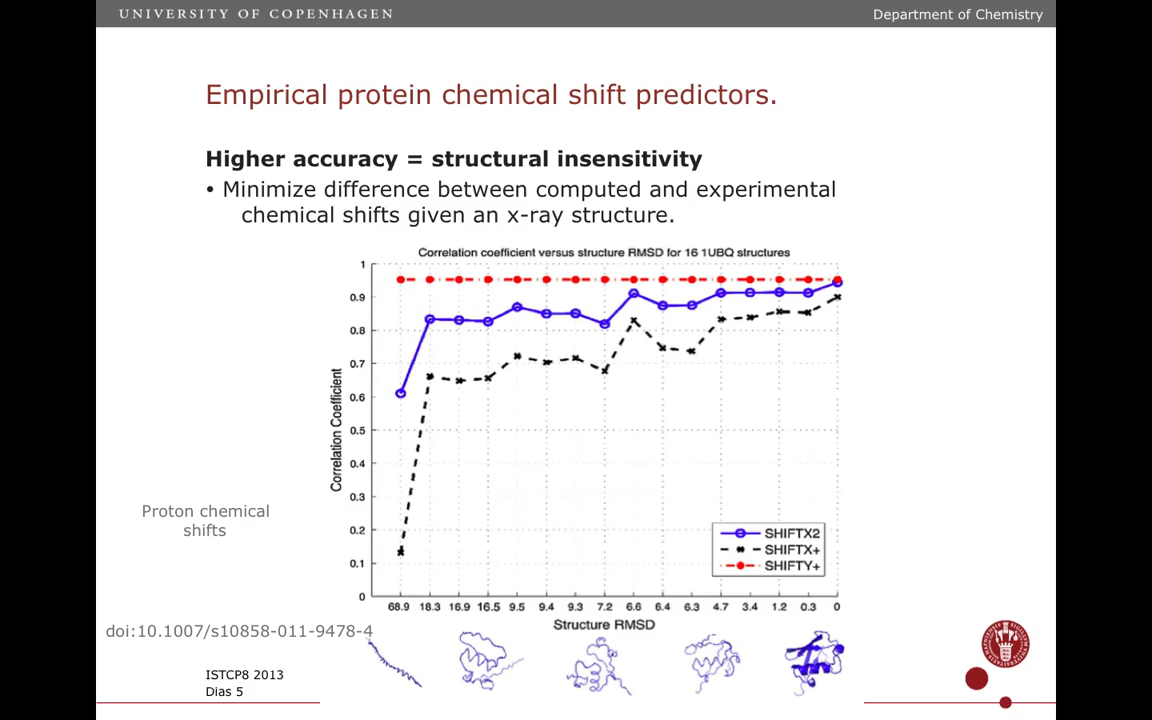 UNIVERSITY OF COPENHAGEN
Department of Chemistry
Empirical protein chemical shift predictors.
Higher accuracy = structural insensitivity
• Minimize difference between computed and experimental
chemical shifts given an x-ray structure.
Correlation coefficient versus structure RMSD for 16 1UBQ structures
1
0.9
0.8
0.7
0.6
0.5
0.4
0.3
0.2
0.1
0
Correlation Coefficient
SHIFTX2
SHIFTX+
SHIFTY+
68.9 18.3 16.9 16.5 9.5 9.4 9.3 7.2 6.6 6.4 6.3 4.7 3.4 1.2 0.3 0
Structure RMSD
Proton chemical
shifts
doi:10.1007/s10858-011-9478-4
ISTCP8 2013
Dias 5